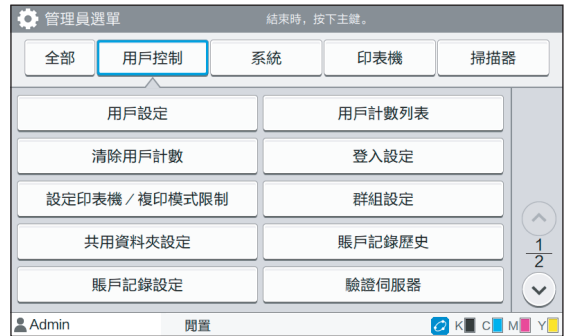 管理員選單 結束時，按下主鍵。
全部 用戶控制 系統 印表機 掃描器
用戶設定 用戶計數列表
清除用戶計數 登入設定
設定印表機／複印模式限制 群組設定
共用資料夾設定 賬戶記錄歷史
賬戶記錄設定 驗證伺服器
1
2
Admin 閒置 K C M Y